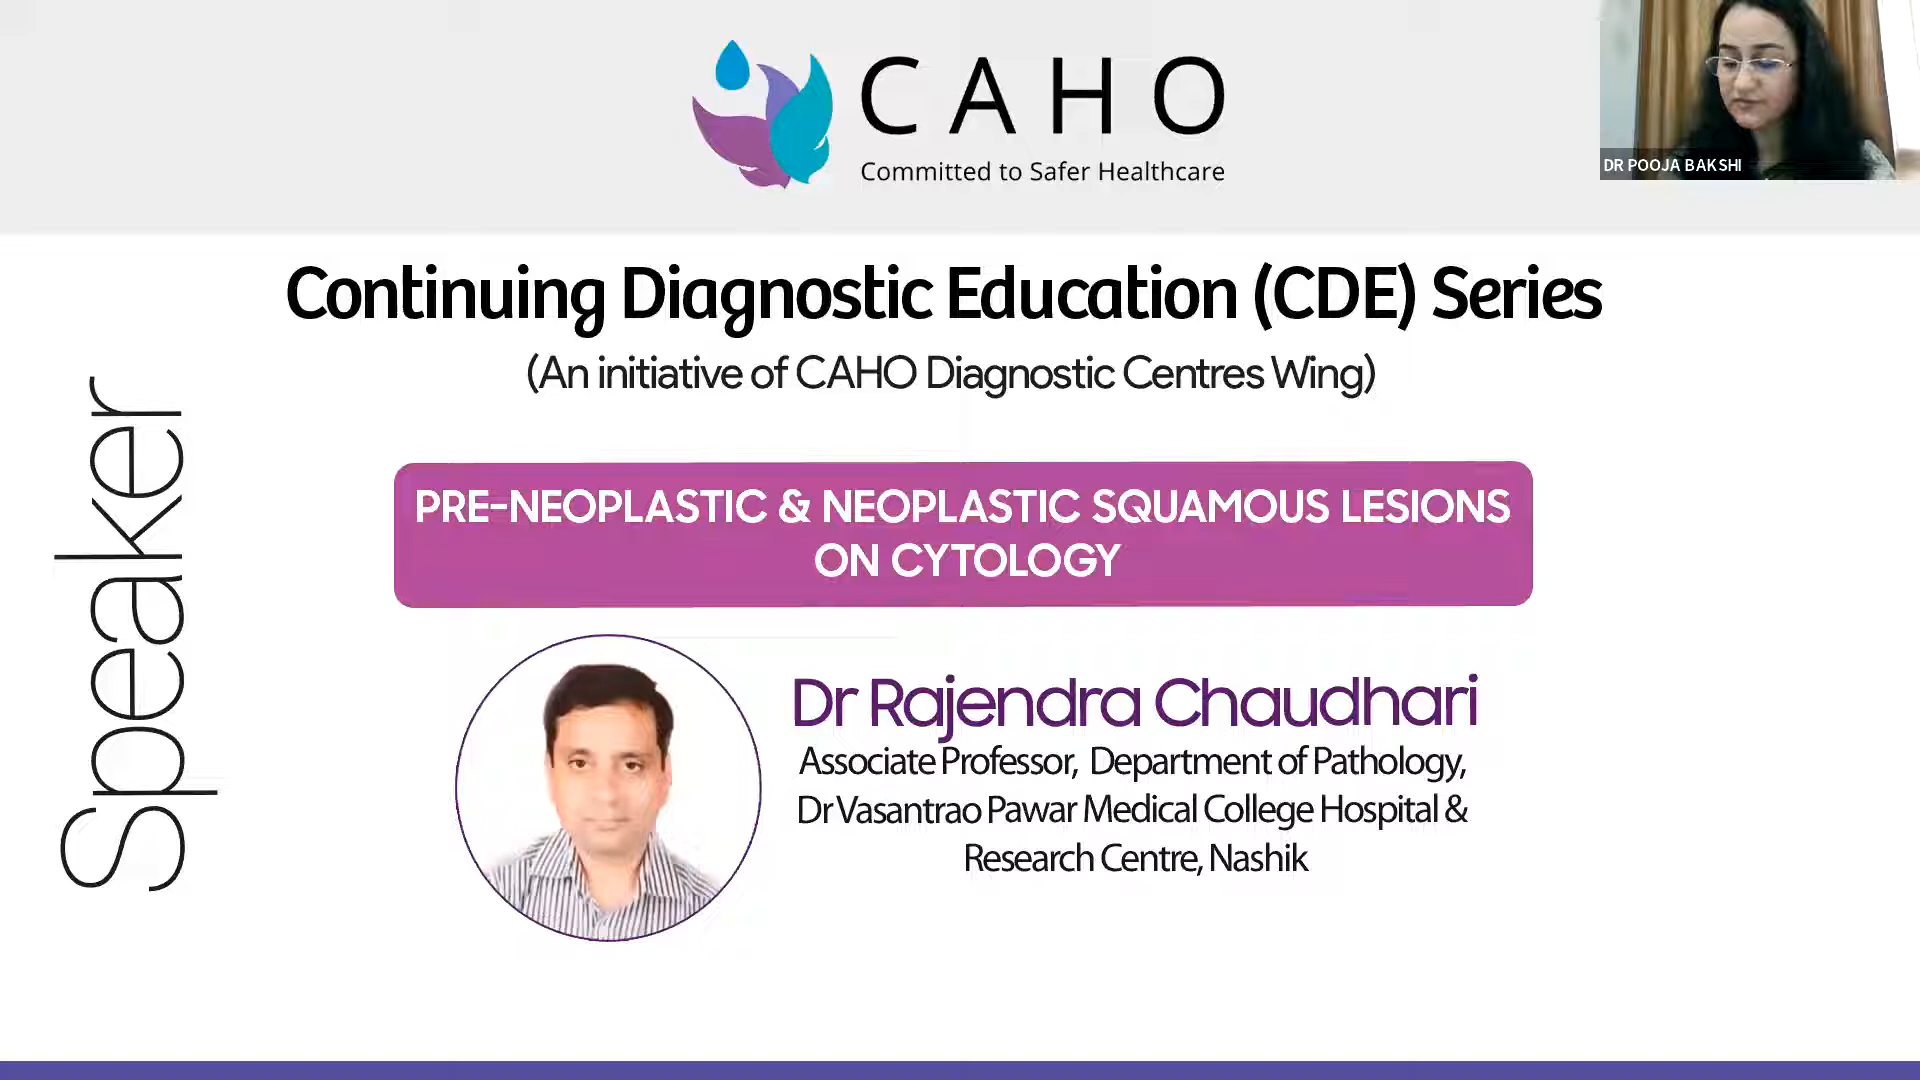 CAHO
Committed to Safer Healthcare
DR POOJA BAKSHI
Continuing Diagnostic Education (CDE) Series
(An initiative of CAHO Diagnostic Centres Wing)
Speaker
PRE-NEOPLASTIC & NEOPLASTIC SQUAMOUS LESIONS
ON CYTOLOGY
Dr Rajendra Chaudhari
Associate Professor, Department of Pathology,
Dr Vasantrao Pawar Medical College Hospital &
Research Centre, Nashik